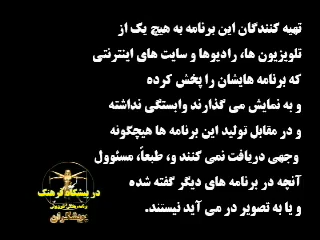 تهیه کنندگان این برنامه به هیچ یک از
تلویزیون ها، رادیوها و سایت های اینترنتی
که برنامه هایشان را پخش کرده
و به نمایش می گذارند وابستگی نداشته
و در مقابل تولید این برنامه ها هیچگونه
وجهی دریافت نمی کنند و، طبعاً، مسئوول
آنچه در برنامه های دیگر گفته شده
و یا به تصویر در می آید نیستند.
در پیشگاه فرهنگ